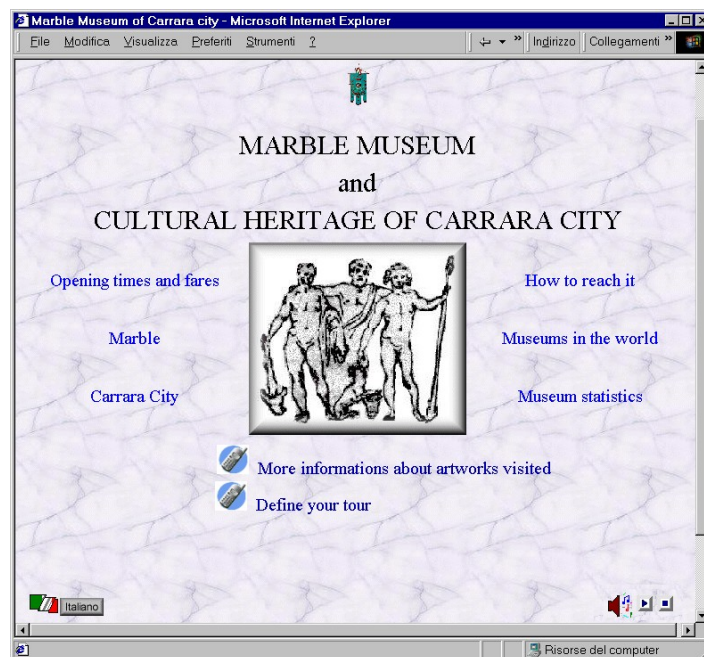 Marble Museum of Carrara city - Microsoft Internet Explorer
File Modifica Visualizza Preferiti Strumenti ? » Indirizzo Collegamenti »
MARBLE MUSEUM
and
CULTURAL HERITAGE OF CARRARA CITY
Opening times and fares
How to reach it
Marble
Museums in the world
Carrara City
Museum statistics
More informations about artworks visited
Define your tour
Italiano
Risorse del computer